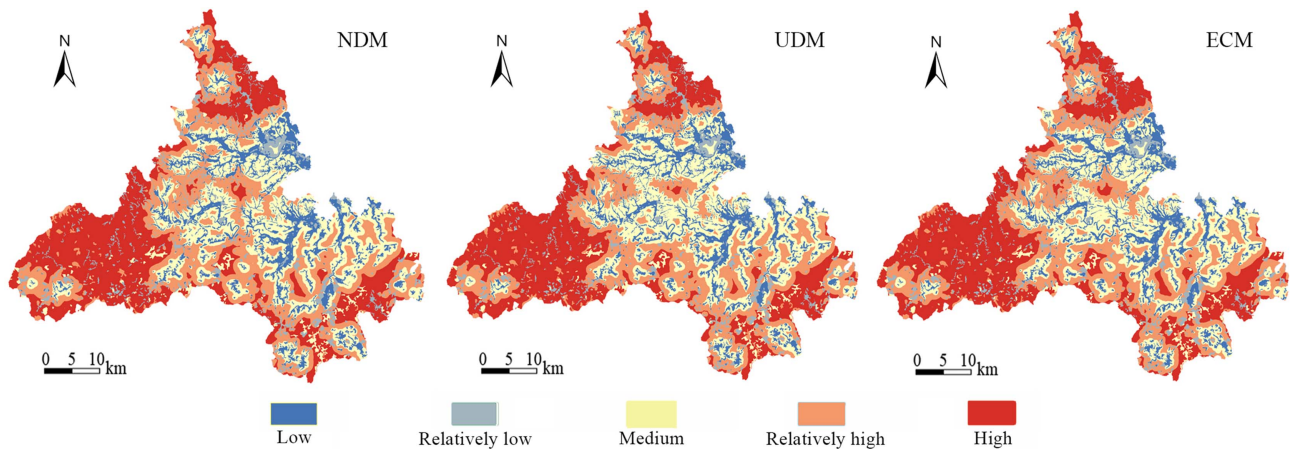 N
NDM
0 5 10
km
N
UDM
0 5 10
km
N
ECM
0 5 10
km
Low
Relatively low
Medium
Relatively high
High